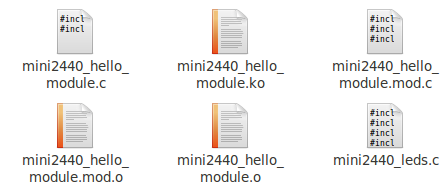 #incl
#incl
#incl
#incl
#incl
mini2440_hello_
module.c
mini2440_hello_
module.ko
mini2440_hello_
module.mod.c
#incl
#incl
#incl
#incl
mini2440_hello_
module.mod.o
mini2440_hello_
module.o
mini2440_leds.c